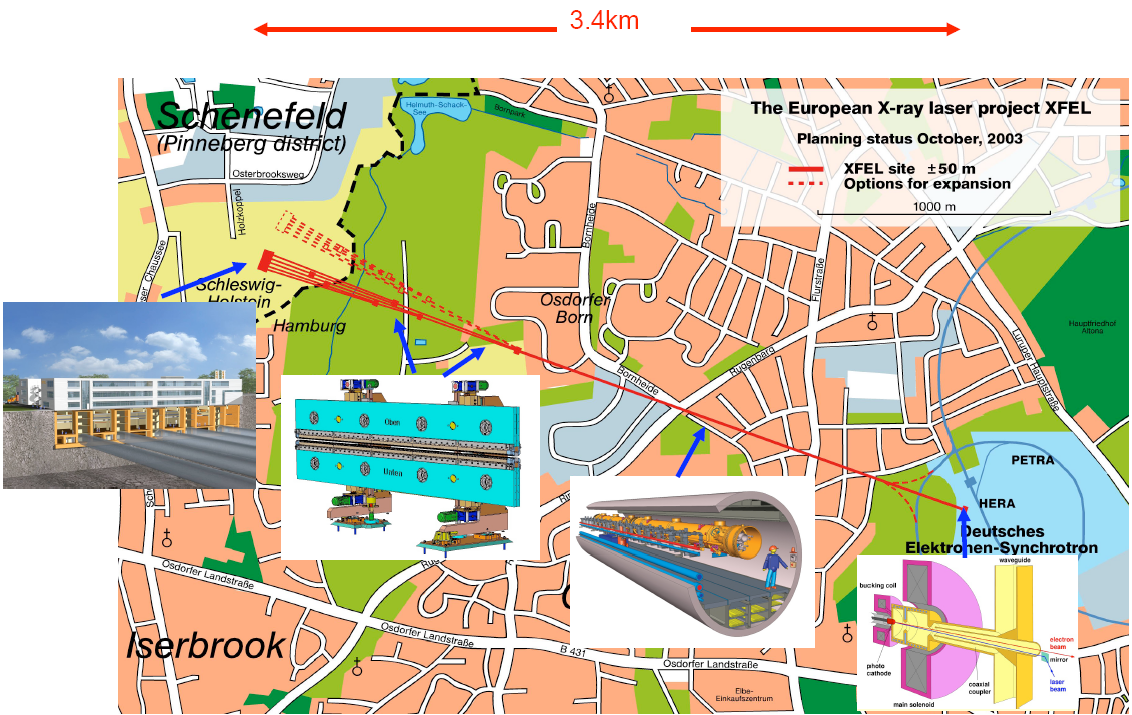 3.4km
Schenefeld
(Pinneberg district)
Helmuth-Schack-
See
Bornpark
The European X-ray laser project XFEL
Planning status October, 2003
XFEL site ±50 m
Options for expansion
1000 m
Osterbrooksweg
Holzkoppel
Chaussee
Bornheide
Flurstraße
Schleswig-
Holstein
Hamburg
Osdorfer
Born
Hauptfriedhof
Altona
Luruper Hauptstraße
Rugenbarg
Bornheide
Oben
Unten
PETRA
HERA
Deutsches
Elektronen-Synchrotron
waveguide
bucking coil
electron
beam
mirror
laser
beam
photo
cathode
coaxial
coupler
main solenoid
Osdorfer Landstraße
Iserbrook
Osdorfer Landstraße
B 431
Osdorfer Landstraße
Elbe-
Einkaufszentrum